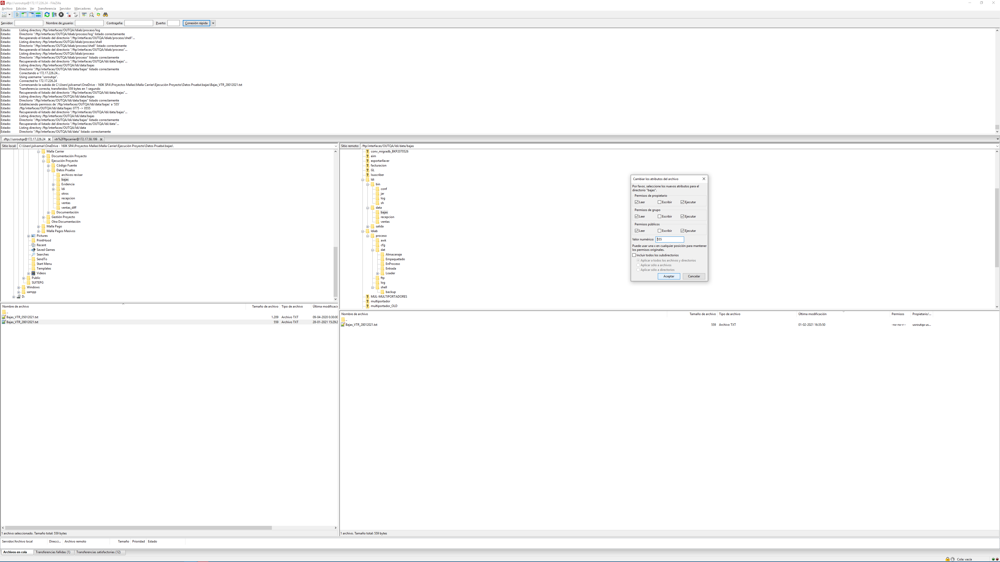 sftp://usroutqa@172.17.226.24 - FileZilla
Archivo Edición Ver Transferencia Servidor Marcadores Ayuda
Servidor: Nombre de usuario: Contraseña: Puerto: Conexión rápida
Estado: Listing directory /ftp/interfaces/OUTQA/ldiab/proceso/log
Estado: Directorio "/ftp/interfaces/OUTQA/ldiab/proceso/log" listado correctamente
Estado: Recuperando el listado del directorio "/ftp/interfaces/OUTQA/ldiab/proceso/shell"...
Estado: Listing directory /ftp/interfaces/OUTQA/ldiab/proceso/shell
Estado: Directorio "/ftp/interfaces/OUTQA/ldiab/proceso/shell" listado correctamente
Estado: Recuperando el listado del directorio "/ftp/interfaces/OUTQA/ldiab/proceso"...
Estado: Listing directory /ftp/interfaces/OUTQA/ldiab/proceso
Estado: Directorio "/ftp/interfaces/OUTQA/ldiab/proceso" listado correctamente
Estado: Recuperando el listado del directorio "/ftp/interfaces/OUTQA/ldi/data/bajas"...
Estado: Listing directory /ftp/interfaces/OUTQA/ldi/data/bajas
Estado: Directorio "/ftp/interfaces/OUTQA/ldi/data/bajas" listado correctamente
Estado: Conectando a 172.17.226.24...
Estado: Using username "usroutqa".
Estado: Connected to 172.17.226.24
Estado: Comenzando la subida de C:\Users\jsilvamar\OneDrive - 160K SPA\Proyectos Mallas\Malla Carrier\Ejecución Proyecto\Datos Prueba\bajas\Bajas_VTR_28012021.txt
Estado: Transferencia correcta, transferidos 559 bytes en 1 segundo
Estado: Recuperando el listado del directorio "/ftp/interfaces/OUTQA/ldi/data/bajas"...
Estado: Listing directory /ftp/interfaces/OUTQA/ldi/data/bajas
Estado: Directorio "/ftp/interfaces/OUTQA/ldi/data/bajas" listado correctamente
Estado: Estableciendo permisos de '/ftp/interfaces/OUTQA/ldi/data/bajas' a '555'
Estado: /ftp/interfaces/OUTQA/ldi/data/bajas: 0775 -> 0555
Estado: Recuperando el listado del directorio "/ftp/interfaces/OUTQA/ldi/data/bajas"...
Estado: Listing directory /ftp/interfaces/OUTQA/ldi/data/bajas
Estado: Directorio "/ftp/interfaces/OUTQA/ldi/data/bajas" listado correctamente
Estado: Recuperando el listado del directorio "/ftp/interfaces/OUTQA/ldi/data"...
Estado: Listing directory /ftp/interfaces/OUTQA/ldi/data
Estado: Directorio "/ftp/interfaces/OUTQA/ldi/data" listado correctamente
sftp://usroutqa@172.17.226.24 vtr%2Fftpcarrier@172.17.58.199
Sitio local: C:\Users\jsilvamar\OneDrive - 160K SPA\Proyectos Mallas\Malla Carrier\Ejecución Proyecto\Datos Prueba\bajas\
Malla Carrier
Documentación Proyecto
Ejecución Proyecto
Código Fuente
Datos Prueba
archivos revisar
bajas
Evidencia
ldi
otros
recepcion
ventas
ventas_diff
Documentación
Gestión Proyecto
Otra Documentación
Malla Pago
Malla Pagos Masivos
Pictures
PrintHood
Recent
Saved Games
Searches
SendTo
Start Menu
Templates
Videos
Public
SUITEPG
Windows
xampp
D:
Nombre de archivo Tamaño de archivo Tipo de archivo Última modificaci
..
Bajas_VTR_05012021.txt 1.209 Archivo TXT 09-04-2020 0:30:00
Bajas_VTR_28012021.txt 559 Archivo TXT 28-01-2021 15:29:2
1 archivo seleccionado. Tamaño total: 559 bytes
Sitio remoto: /ftp/interfaces/OUTQA/ldi/data/bajas
conv_migradb_BKP2070526
eim
exportarllaver
facturacion
GL
lsuscriber
ldi
bin
conf
jar
log
sh
data
bajas
recepcion
ventas
salida
ldiab
proceso
awk
cfg
dat
Almacenaje
Empaquetado
EnProceso
Entrada
Loader
ftp
log
shell
backup
MUL-MULTIPORTADORES
multiportador
multiportador_OLD
Nombre de archivo Tamaño de archivo Tipo de archivo Última modificación Permisos Propietario/...
..
Bajas_VTR_28012021.txt 559 Archivo TXT 01-02-2021 16:35:50 -rw-rw-r-- usroutqa us...
1 archivo. Tamaño total: 559 bytes
Cambiar los atributos del archivo
Por favor, seleccione los nuevos atributos para el
directorio "bajas".
Permisos de propietario
Leer Escribir Ejecutar
Permisos de grupo
Leer Escribir Ejecutar
Permisos públicos
Leer Escribir Ejecutar
Valor numérico: 555
Puede usar una x en cualquier posición para mantener
los permisos originales.
Incluir todos los subdirectorios
Aplicar a todos los archivos y directorios
Aplicar sólo a archivos
Aplicar sólo a directorios
Aceptar Cancelar
Servidor/Archivo local Direcci... Archivo remoto Tamaño Prioridad Estado
Archivos en cola Transferencias fallidas (1) Transferencias satisfactorias (12)
Cola: vacía